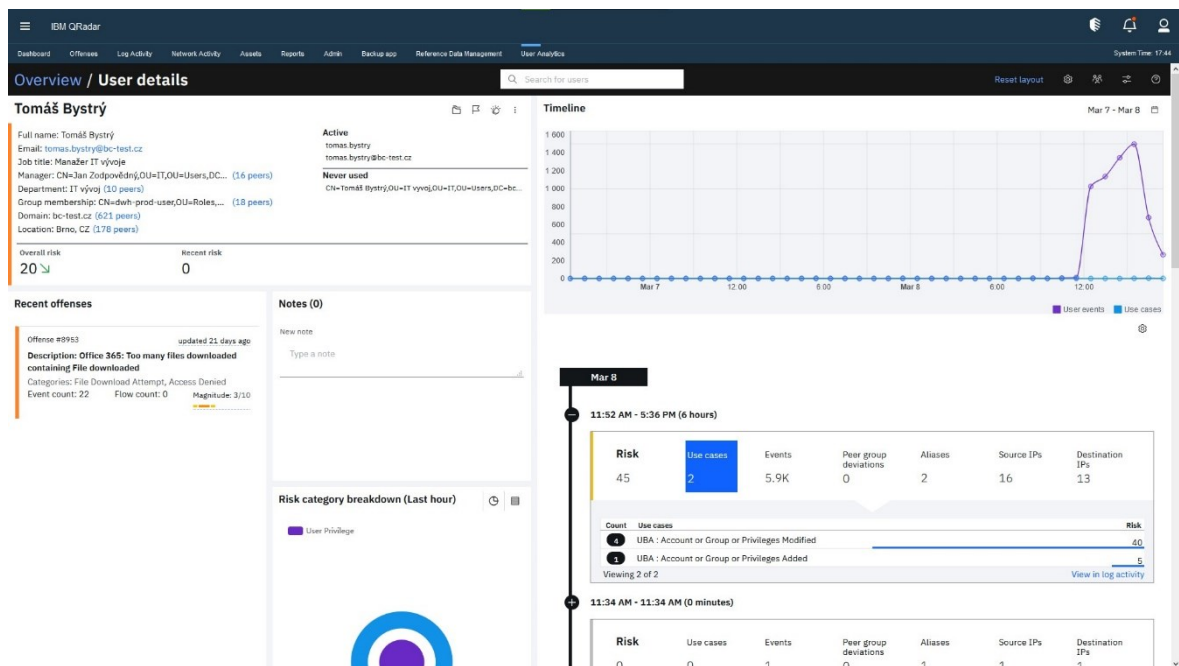 IBM QRadar
Dashboard Offenses Log Activity Network Activity Assets Reports Admin Backup app Reference Data Management User Analytics System Time: 17:44
Overview / User details Search for users Reset layout
Tomáš Bystrý
Full name: Tomáš Bystrý
Email: tomas.bystry@bc-test.cz
Job title: Manažer IT vývoje
Manager: CN=Jan Zodpovědný,OU=IT,OU=Users,DC... (16 peers)
Department: IT vývoj (10 peers)
Group membership: CN=dwh-prod-user,OU=Roles,... (18 peers)
Domain: bc-test.cz (621 peers)
Location: Brno, CZ (178 peers)
Active
tomas.bystry
tomas.bystry@bc-test.cz
Never used
CN=Tomáš Bystrý,OU=IT vyvoj,OU=IT,OU=Users,DC=bc...
Overall risk Recent risk
20 0
Recent offenses
Offense #8953 updated 21 days ago
Description: Office 365: Too many files downloaded
containing File downloaded
Categories: File Download Attempt, Access Denied
Event count: 22 Flow count: 0 Magnitude: 3/10
Notes (0)
New note
Type a note
Risk category breakdown (Last hour)
User Privilege
Timeline Mar 7 - Mar 8
1 600
1 400
1 200
1 000
800
600
400
200
0
Mar 7 12:00 6:00 Mar 8 6:00 12:00
User events Use cases
Mar 8
11:52 AM - 5:36 PM (6 hours)
Risk Use cases Events Peer group deviations Aliases Source IPs Destination IPs
45 2 5.9K 0 2 16 13
Count Use cases Risk
4 UBA : Account or Group or Privileges Modified 40
1 UBA : Account or Group or Privileges Added 5
Viewing 2 of 2 View in log activity
11:34 AM - 11:34 AM (0 minutes)
Risk Use cases Events Peer group deviations Aliases Source IPs Destination IPs
0 0 1 0 1 1 1